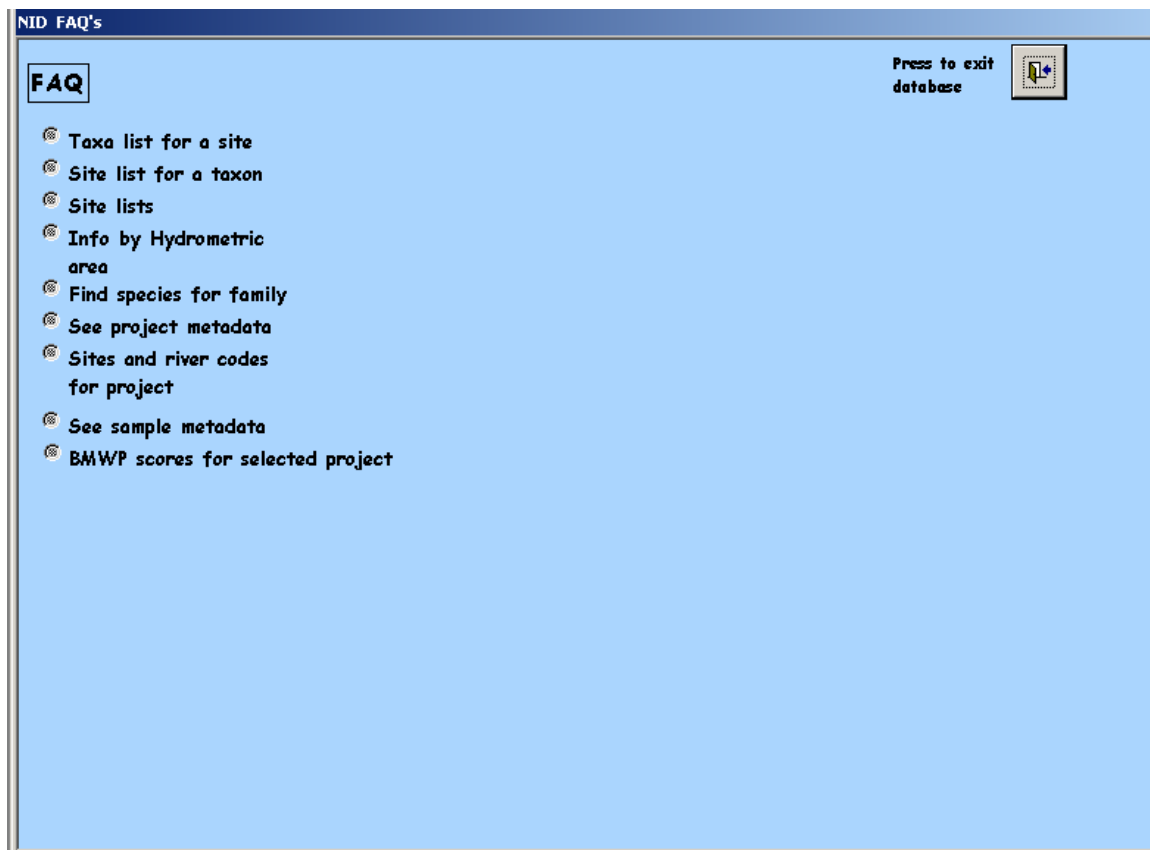 NID FAQ's
FAQ
Press to exit
database
Taxa list for a site
Site list for a taxon
Site lists
Info by Hydrometric
area
Find species for family
See project metadata
Sites and river codes
for project
See sample metadata
BMWP scores for selected project